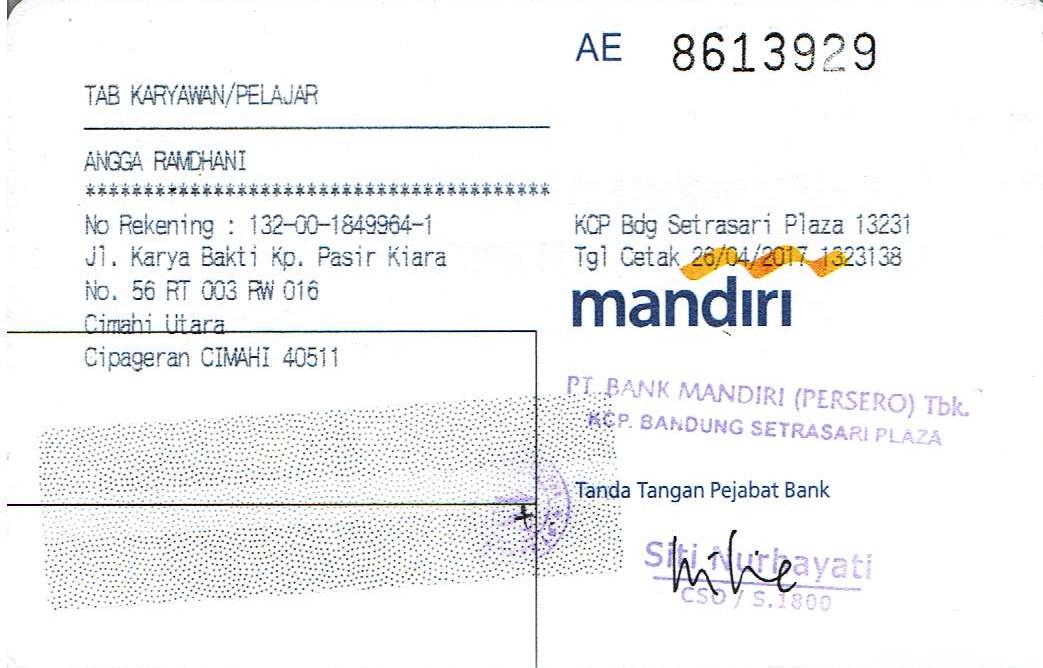 AE 8613929
TAB KARYAWAN/PELAJAR
ANGGA RAMDHANI
****************************************
No Rekening : 132-00-1849964-1
Jl. Karya Bakti Kp. Pasir Kiara
No. 56 RT 003 RW 016
Cimahi Utara
Cipageran CIMAHI 40511
KCP Bdg Setrasari Plaza 13231
Tgl Cetak 26/04/2017 1323138
mandiri
PT. BANK MANDIRI (PERSERO) Tbk.
KCP. BANDUNG SETRASARI PLAZA
Tanda Tangan Pejabat Bank
Siti Nurhayati
CSO / S.1800